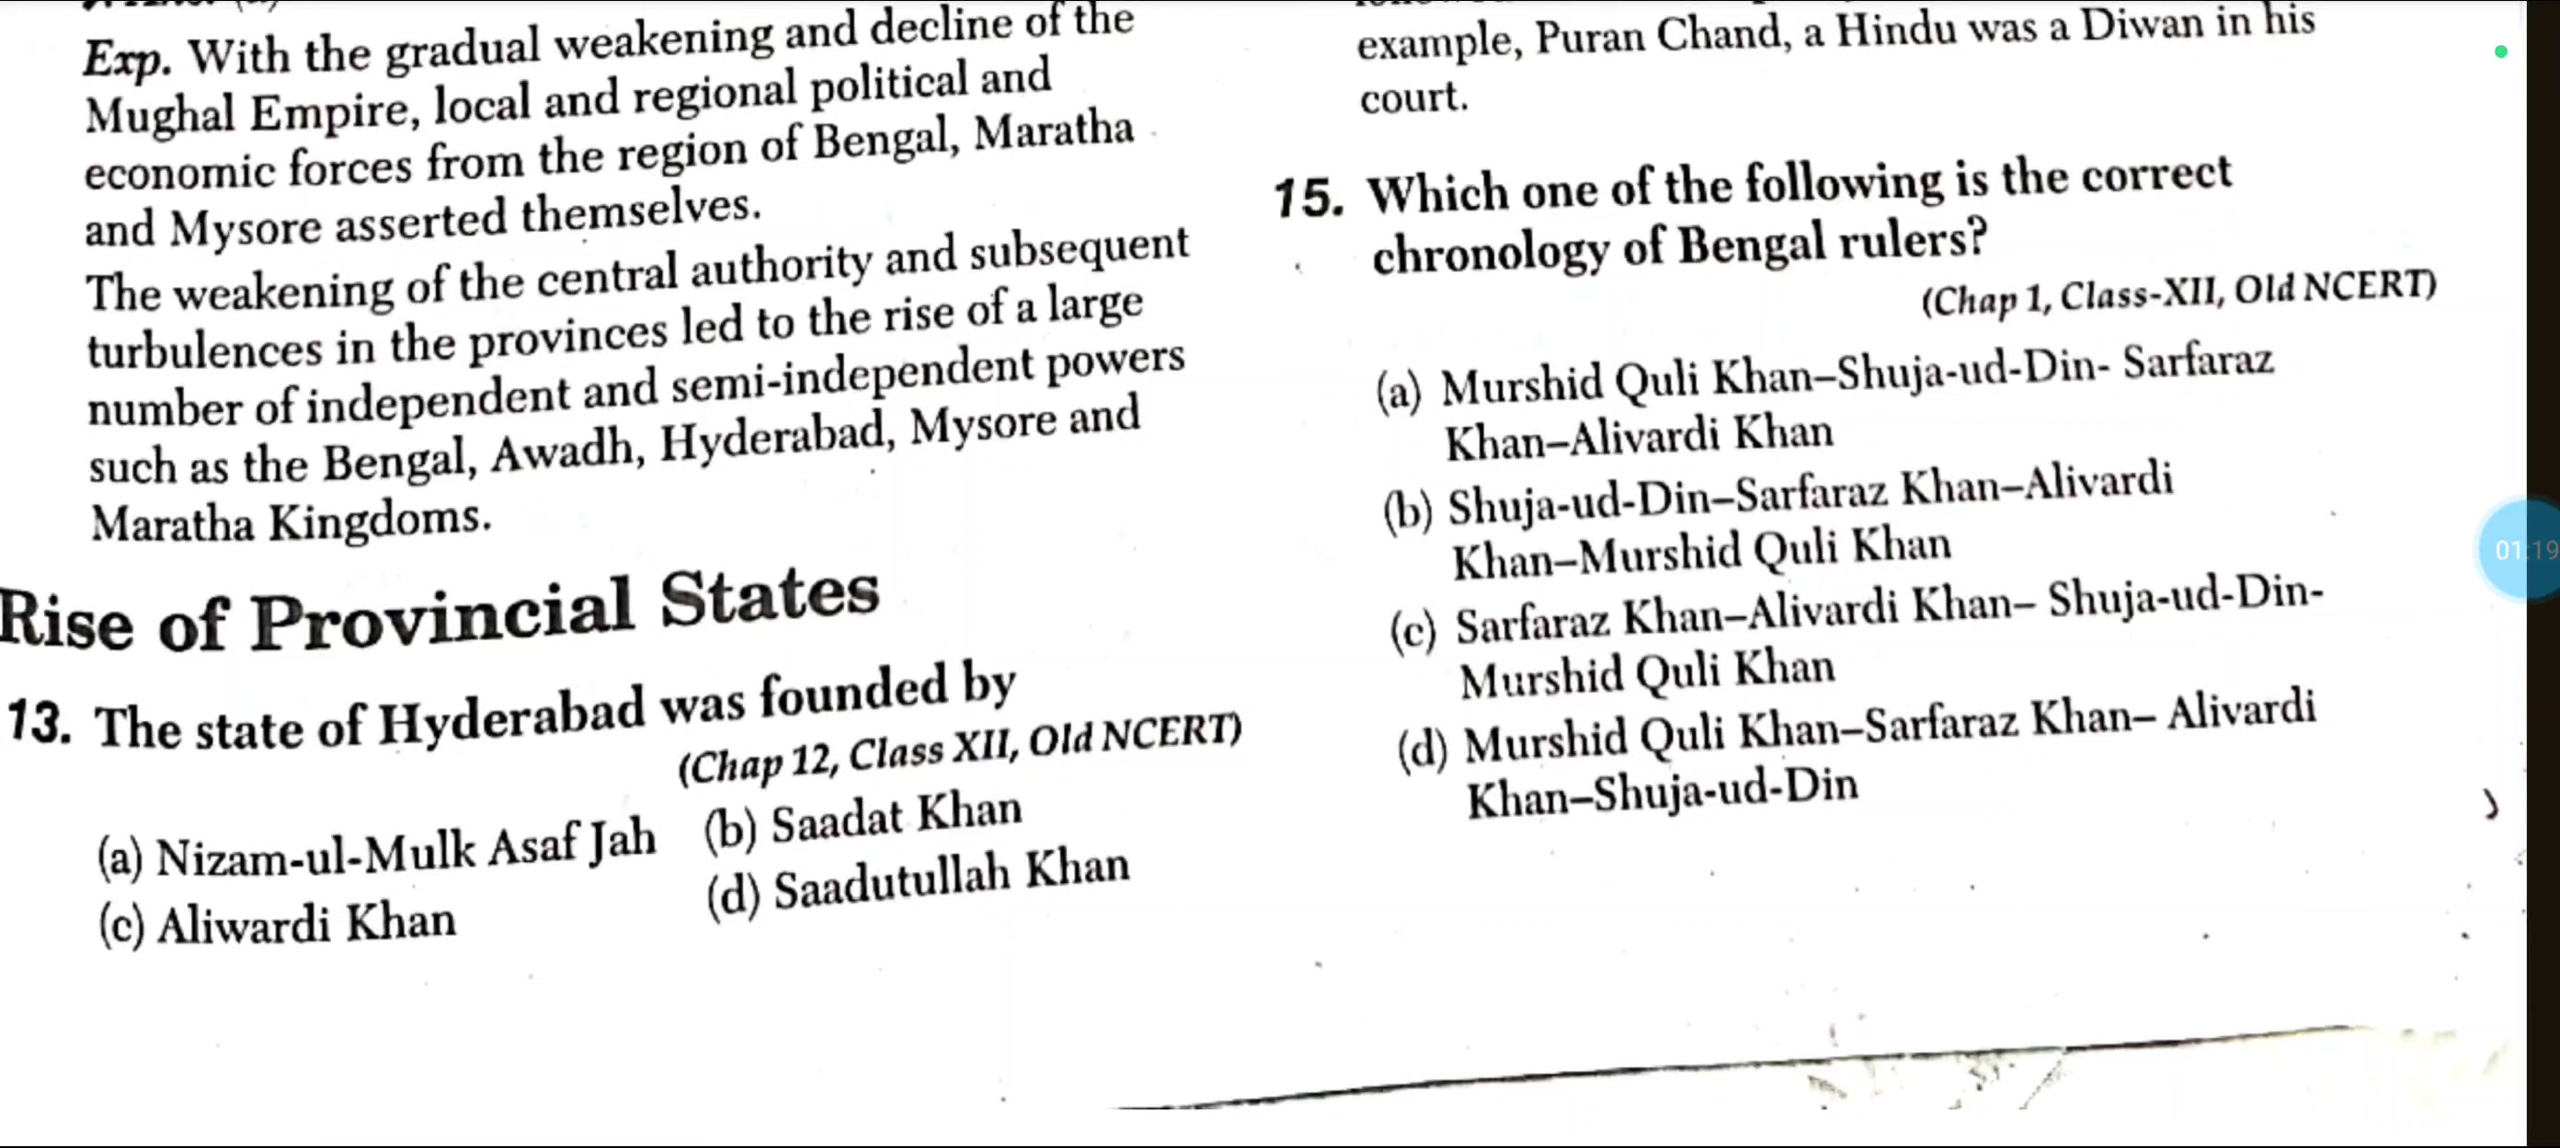 Exp. With the gradual weakening and decline of the
Mughal Empire, local and regional political and
economic forces from the region of Bengal, Maratha
and Mysore asserted themselves.
The weakening of the central authority and subsequent
turbulences in the provinces led to the rise of a large
number of independent and semi-independent powers
such as the Bengal, Awadh, Hyderabad, Mysore and
Maratha Kingdoms.
Rise of Provincial States
13. The state of Hyderabad was founded by
(Chap 12, Class XII, Old NCERT)
(a) Nizam-ul-Mulk Asaf Jah (b) Saadat Khan
(c) Aliwardi Khan (d) Saadutullah Khan
example, Puran Chand, a Hindu was a Diwan in his
court.
15. Which one of the following is the correct
chronology of Bengal rulers?
(Chap 1, Class-XII, Old NCERT)
(a) Murshid Quli Khan–Shuja-ud-Din- Sarfaraz
Khan–Alivardi Khan
(b) Shuja-ud-Din–Sarfaraz Khan–Alivardi
Khan–Murshid Quli Khan
(c) Sarfaraz Khan–Alivardi Khan– Shuja-ud-Din-
Murshid Quli Khan
(d) Murshid Quli Khan–Sarfaraz Khan– Alivardi
Khan–Shuja-ud-Din
01:19